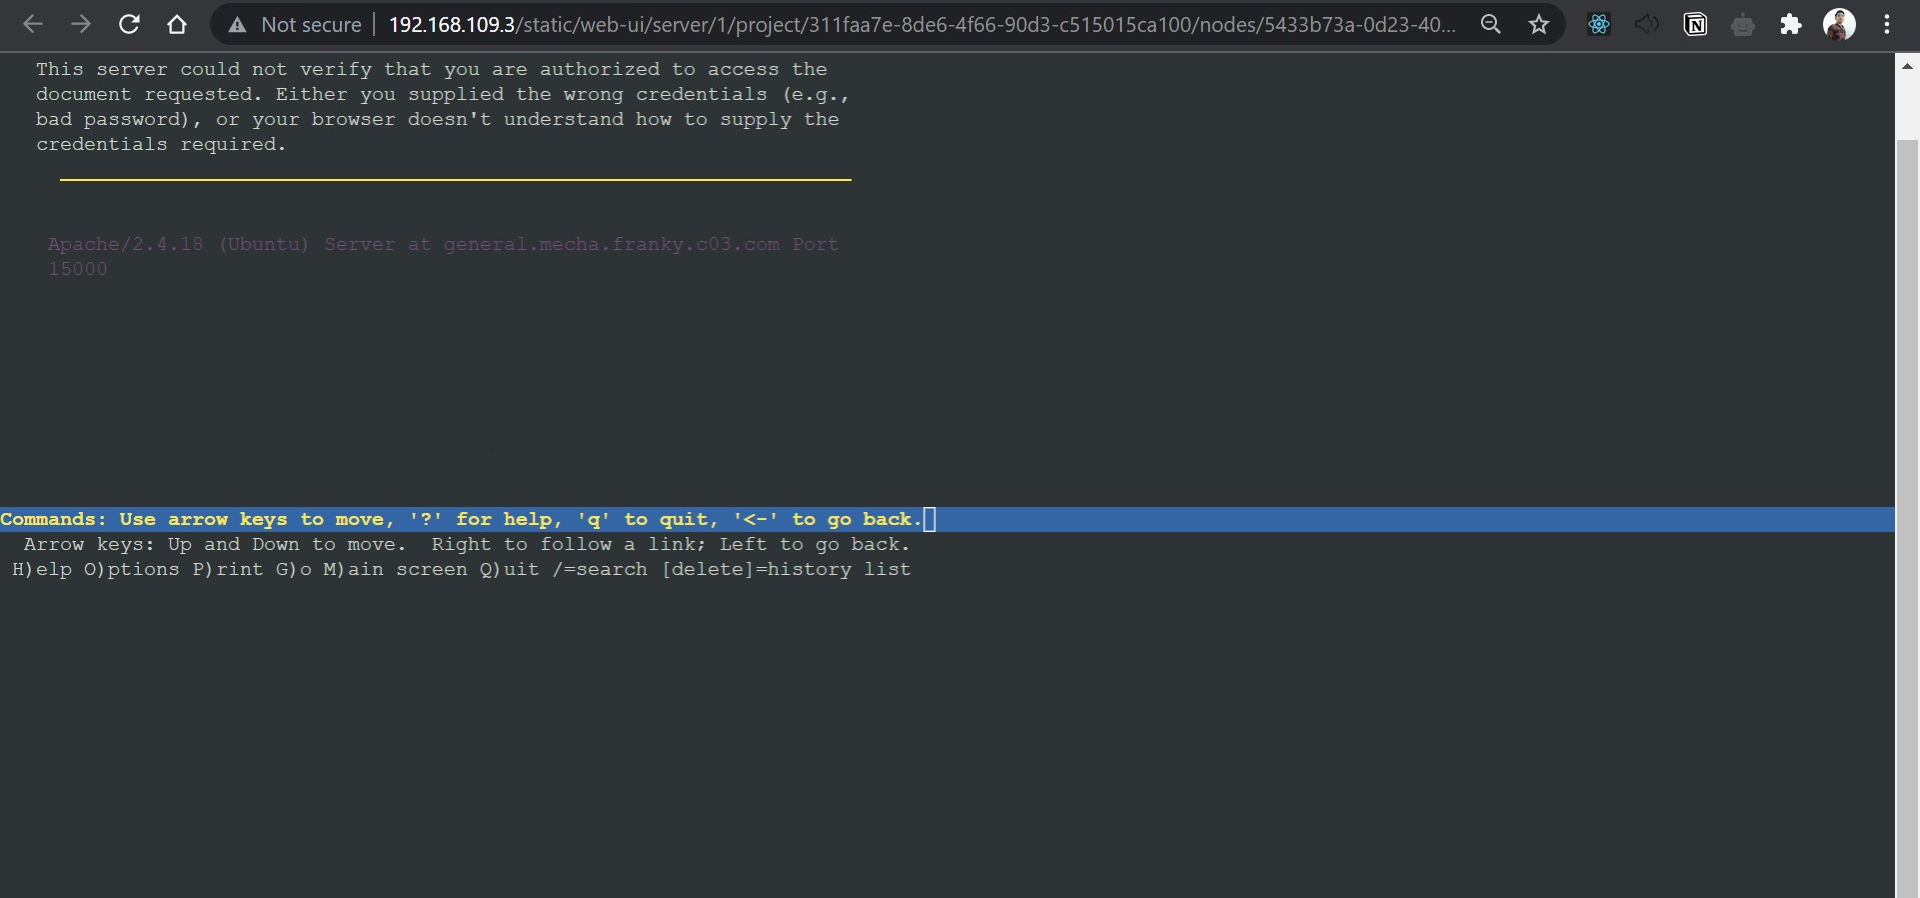 Not secure | 192.168.109.3/static/web-ui/server/1/project/311faa7e-8de6-4f66-90d3-c515015ca100/nodes/5433b73a-0d23-40...
This server could not verify that you are authorized to access the
document requested. Either you supplied the wrong credentials (e.g.,
bad password), or your browser doesn't understand how to supply the
credentials required.
Apache/2.4.18 (Ubuntu) Server at general.mecha.franky.c03.com Port
15000
Commands: Use arrow keys to move, '?' for help, 'q' to quit, '<-' to go back.
Arrow keys: Up and Down to move.  Right to follow a link; Left to go back.
H)elp O)ptions P)rint G)o M)ain screen Q)uit /=search [delete]=history list